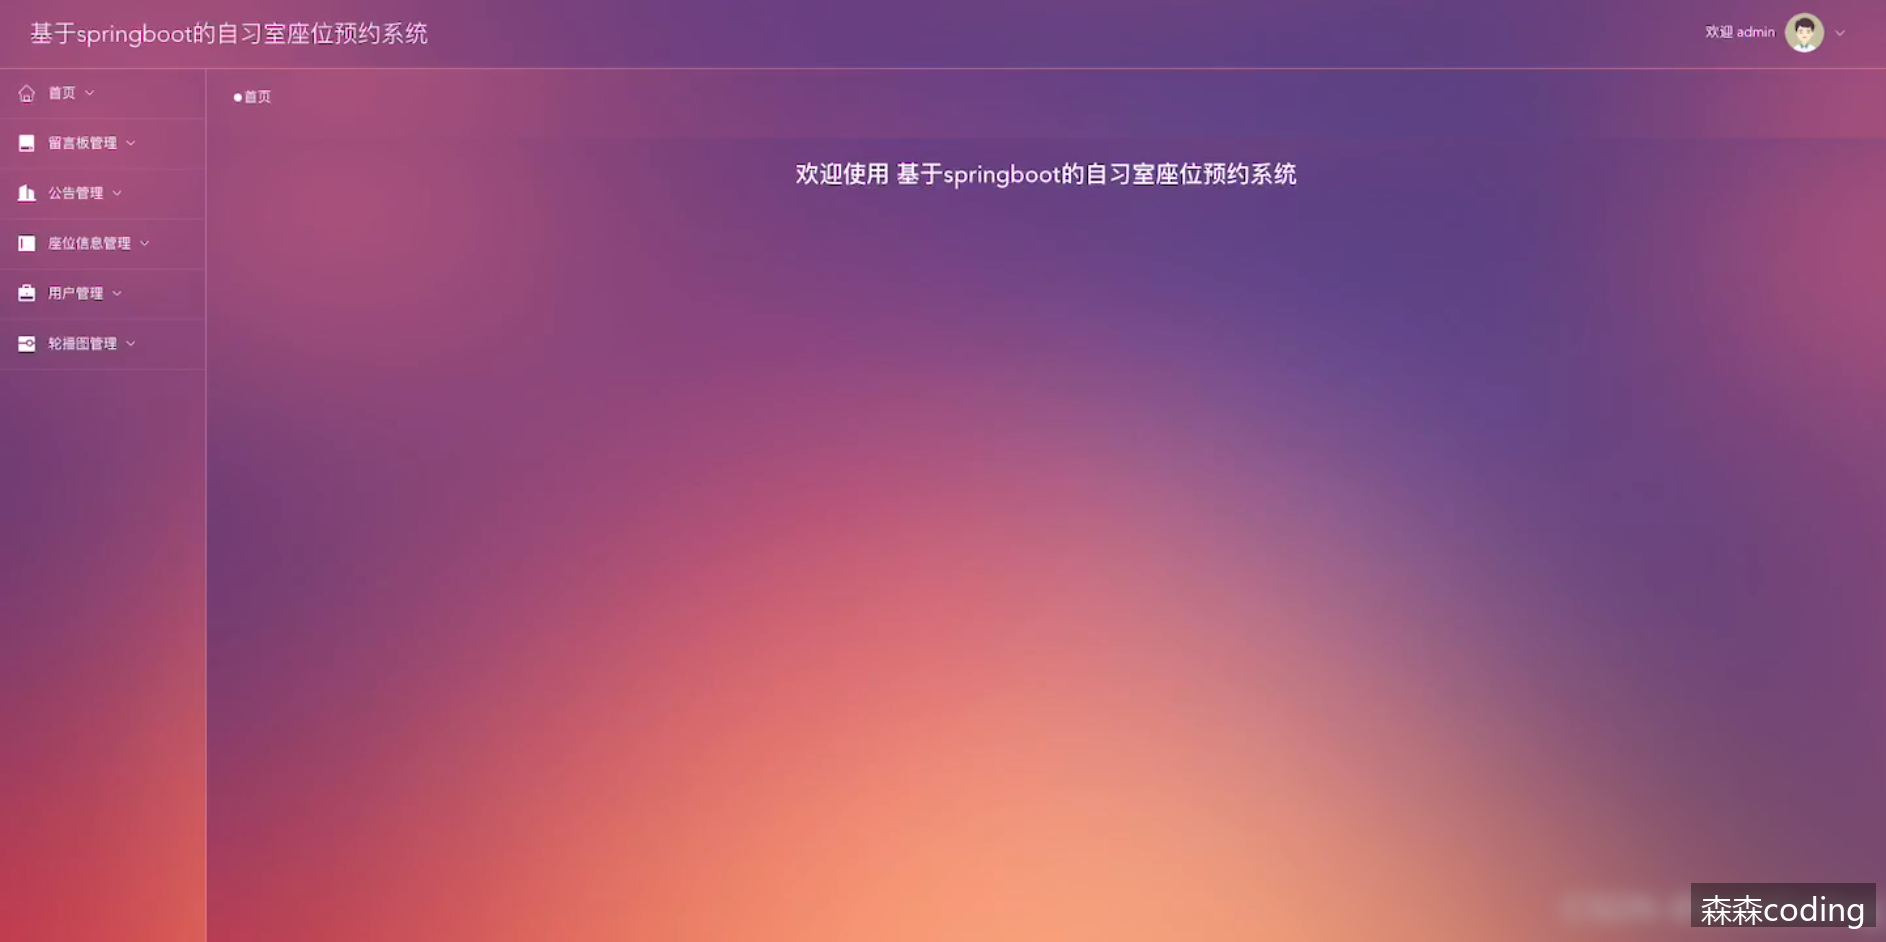 基于springboot的自习室座位预约系统
欢迎 admin
首页
留言板管理
公告管理
座位信息管理
用户管理
轮播图管理
首页
欢迎使用 基于springboot的自习室座位预约系统
森森coding